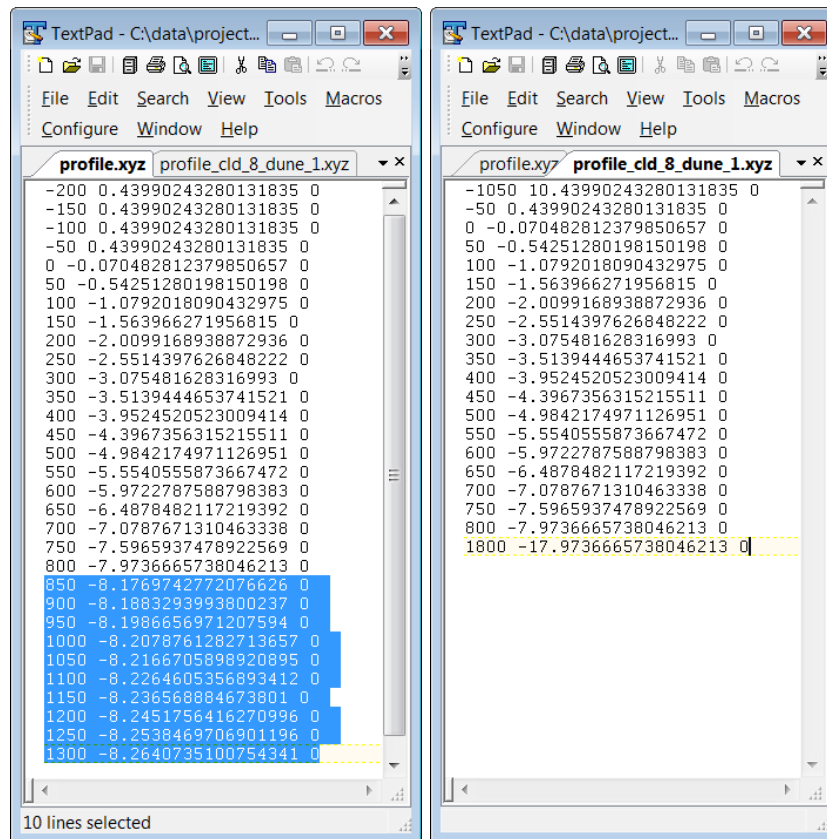 TextPad - C:\data\project...
File Edit Search View Tools Macros
Configure Window Help
profile.xyz profile_cld_8_dune_1.xyz
-200 0.43990243280131835 0
-150 0.43990243280131835 0
-100 0.43990243280131835 0
-50 0.43990243280131835 0
0 -0.070482812379850657 0
50 -0.54251280198150198 0
100 -1.0792018090432975 0
150 -1.563966271956815 0
200 -2.0099168938872936 0
250 -2.5514397626848222 0
300 -3.075481628316993 0
350 -3.5139444653741521 0
400 -3.9524520523009414 0
450 -4.3967356315215511 0
500 -4.9842174971126951 0
550 -5.5540555873667472 0
600 -5.9722787588798383 0
650 -6.4878482117219392 0
700 -7.0787671310463338 0
750 -7.5965937478922569 0
800 -7.9736665738046213 0
850 -8.1769742772076626 0
900 -8.1883293993800237 0
950 -8.1986656971207594 0
1000 -8.2078761282713657 0
1050 -8.2166705898920895 0
1100 -8.2264605356893412 0
1150 -8.236568884673801 0
1200 -8.2451756416270996 0
1250 -8.2538469706901196 0
1300 -8.2640735100754341 0
10 lines selected
TextPad - C:\data\project...
File Edit Search View Tools Macros
Configure Window Help
profile.xyz profile_cld_8_dune_1.xyz
-1050 10.43990243280131835 0
-50 0.43990243280131835 0
0 -0.070482812379850657 0
50 -0.54251280198150198 0
100 -1.0792018090432975 0
150 -1.563966271956815 0
200 -2.0099168938872936 0
250 -2.5514397626848222 0
300 -3.075481628316993 0
350 -3.5139444653741521 0
400 -3.9524520523009414 0
450 -4.3967356315215511 0
500 -4.9842174971126951 0
550 -5.5540555873667472 0
600 -5.9722787588798383 0
650 -6.4878482117219392 0
700 -7.0787671310463338 0
750 -7.5965937478922569 0
800 -7.9736665738046213 0
1800 -17.9736665738046213 0